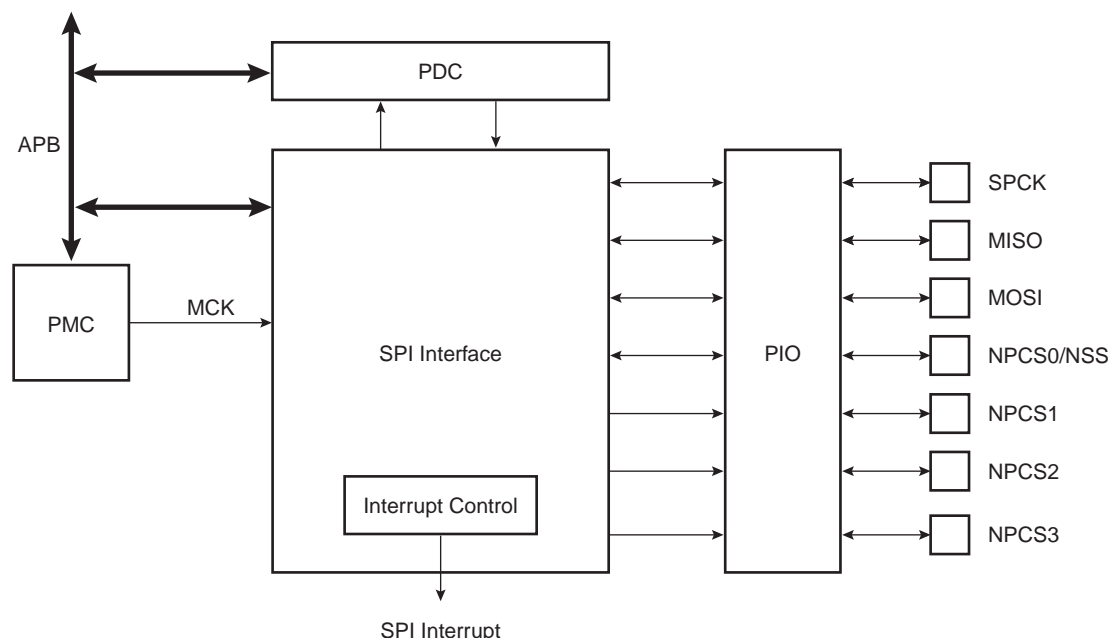 PDC
APB
SPCK
MISO
MCK
MOSI
PMC
SPI Interface
PIO
NPCS0/NSS
NPCS1
NPCS2
Interrupt Control
NPCS3
SPI Interrupt